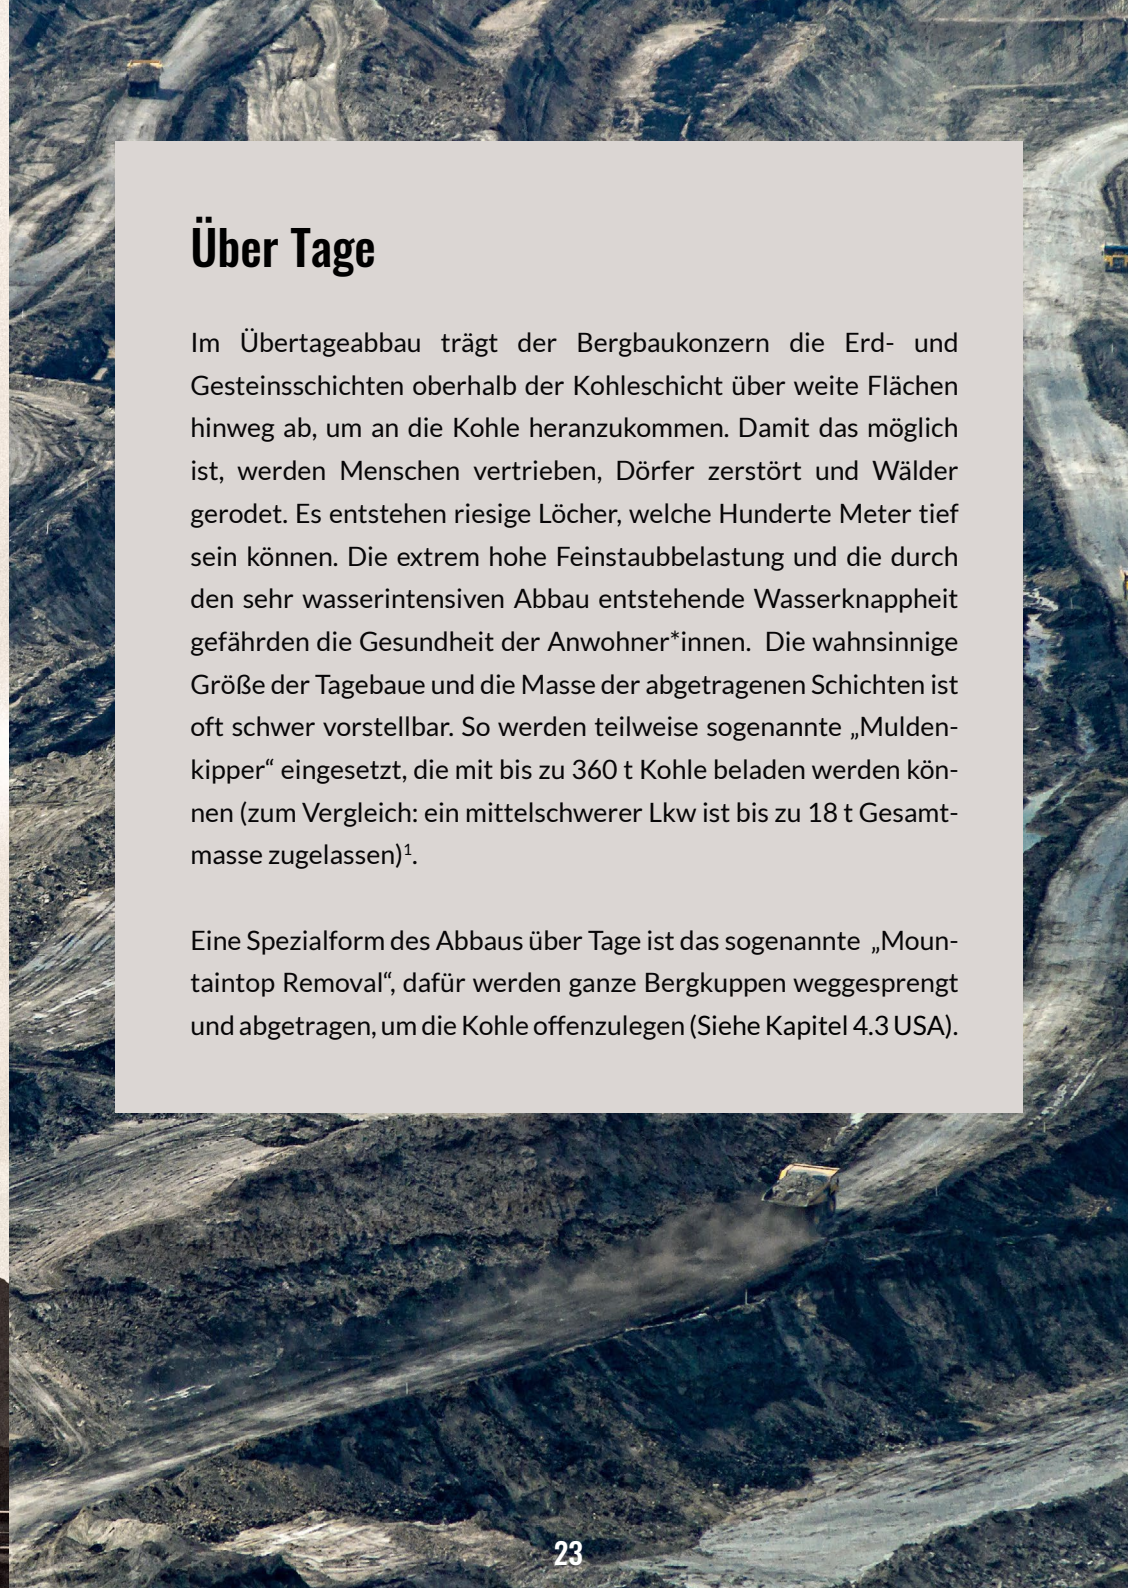 Über Tage
Im Übertageabbau trägt der Bergbaukonzern die Erd- und
Gesteinsschichten oberhalb der Kohleschicht über weite Flächen
hinweg ab, um an die Kohle heranzukommen. Damit das möglich
ist, werden Menschen vertrieben, Dörfer zerstört und Wälder
gerodet. Es entstehen riesige Löcher, welche Hunderte Meter tief
sein können. Die extrem hohe Feinstaubbelastung und die durch
den sehr wasserintensiven Abbau entstehende Wasserknappheit
gefährden die Gesundheit der Anwohner*innen.  Die wahnsinnige
Größe der Tagebaue und die Masse der abgetragenen Schichten ist
oft schwer vorstellbar. So werden teilweise sogenannte „Mulden-
kipper“ eingesetzt, die mit bis zu 360 t Kohle beladen werden kön-
nen (zum Vergleich: ein mittelschwerer Lkw ist bis zu 18 t Gesamt-
masse zugelassen)¹.
Eine Spezialform des Abbaus über Tage ist das sogenannte  „Moun-
taintop Removal“, dafür werden ganze Bergkuppen weggesprengt
und abgetragen, um die Kohle offenzulegen (Siehe Kapitel 4.3 USA).
23